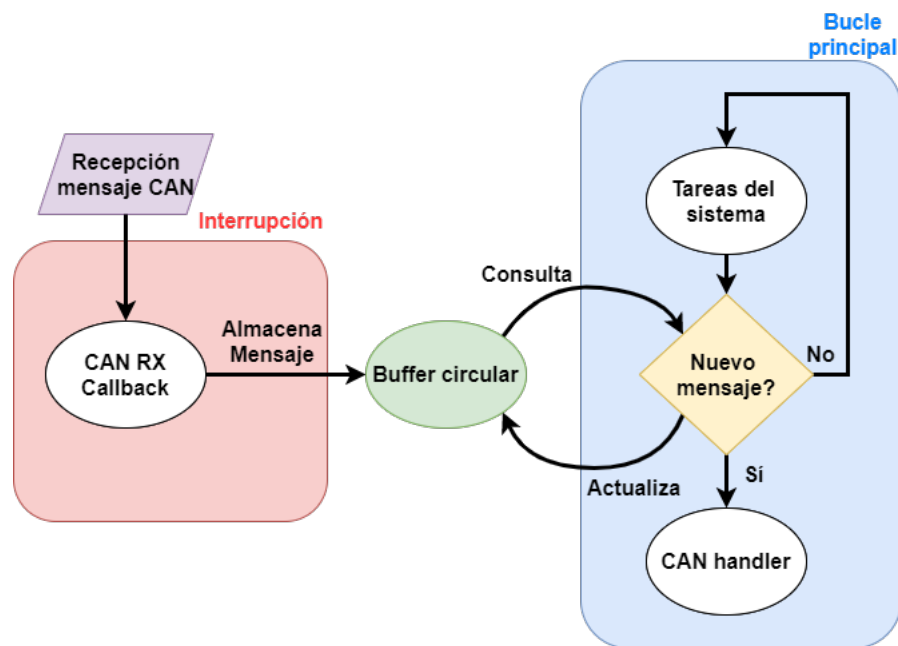 Bucle
principal
Recepción
mensaje CAN
Interrupción
Tareas del
sistema
Consulta
Almacena
Mensaje
CAN RX
Callback
Buffer circular
Nuevo
mensaje?
No
Actualiza
Sí
CAN handler